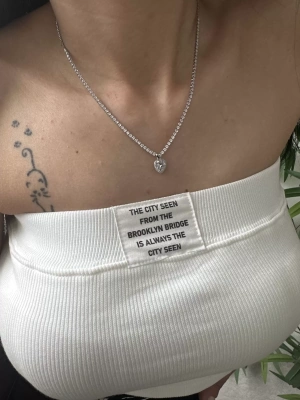 THE CITY SEEN
FROM THE
BROOKLYN BRIDGE
IS ALWAYS THE
CITY SEEN